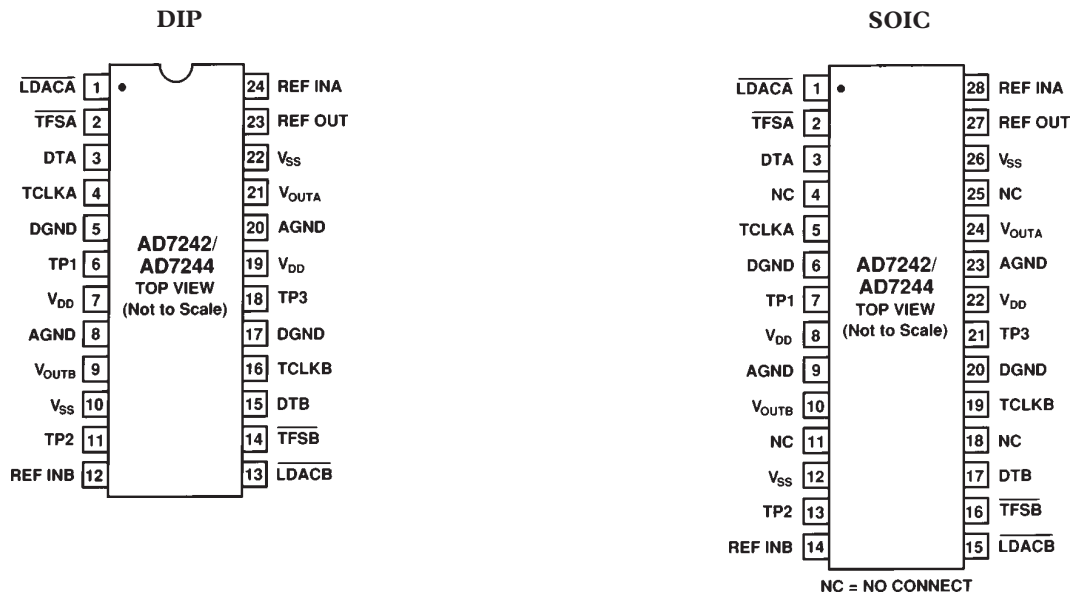 DIP
LDACA 1 24 REF INA
TFSA 2 23 REF OUT
DTA 3 22 VSS
TCLKA 4 21 VOUTA
DGND 5 20 AGND
TP1 6 19 VDD
VDD 7 18 TP3
AGND 8 17 DGND
VOUTB 9 16 TCLKB
VSS 10 15 DTB
TP2 11 14 TFSB
REF INB 12 13 LDACB
AD7242/
AD7244
TOP VIEW
(Not to Scale)
SOIC
LDACA 1 28 REF INA
TFSA 2 27 REF OUT
DTA 3 26 VSS
NC 4 25 NC
TCLKA 5 24 VOUTA
DGND 6 23 AGND
TP1 7 22 VDD
VDD 8 21 TP3
AGND 9 20 DGND
VOUTB 10 19 TCLKB
NC 11 18 NC
VSS 12 17 DTB
TP2 13 16 TFSB
REF INB 14 15 LDACB
AD7242/
AD7244
TOP VIEW
(Not to Scale)
NC = NO CONNECT